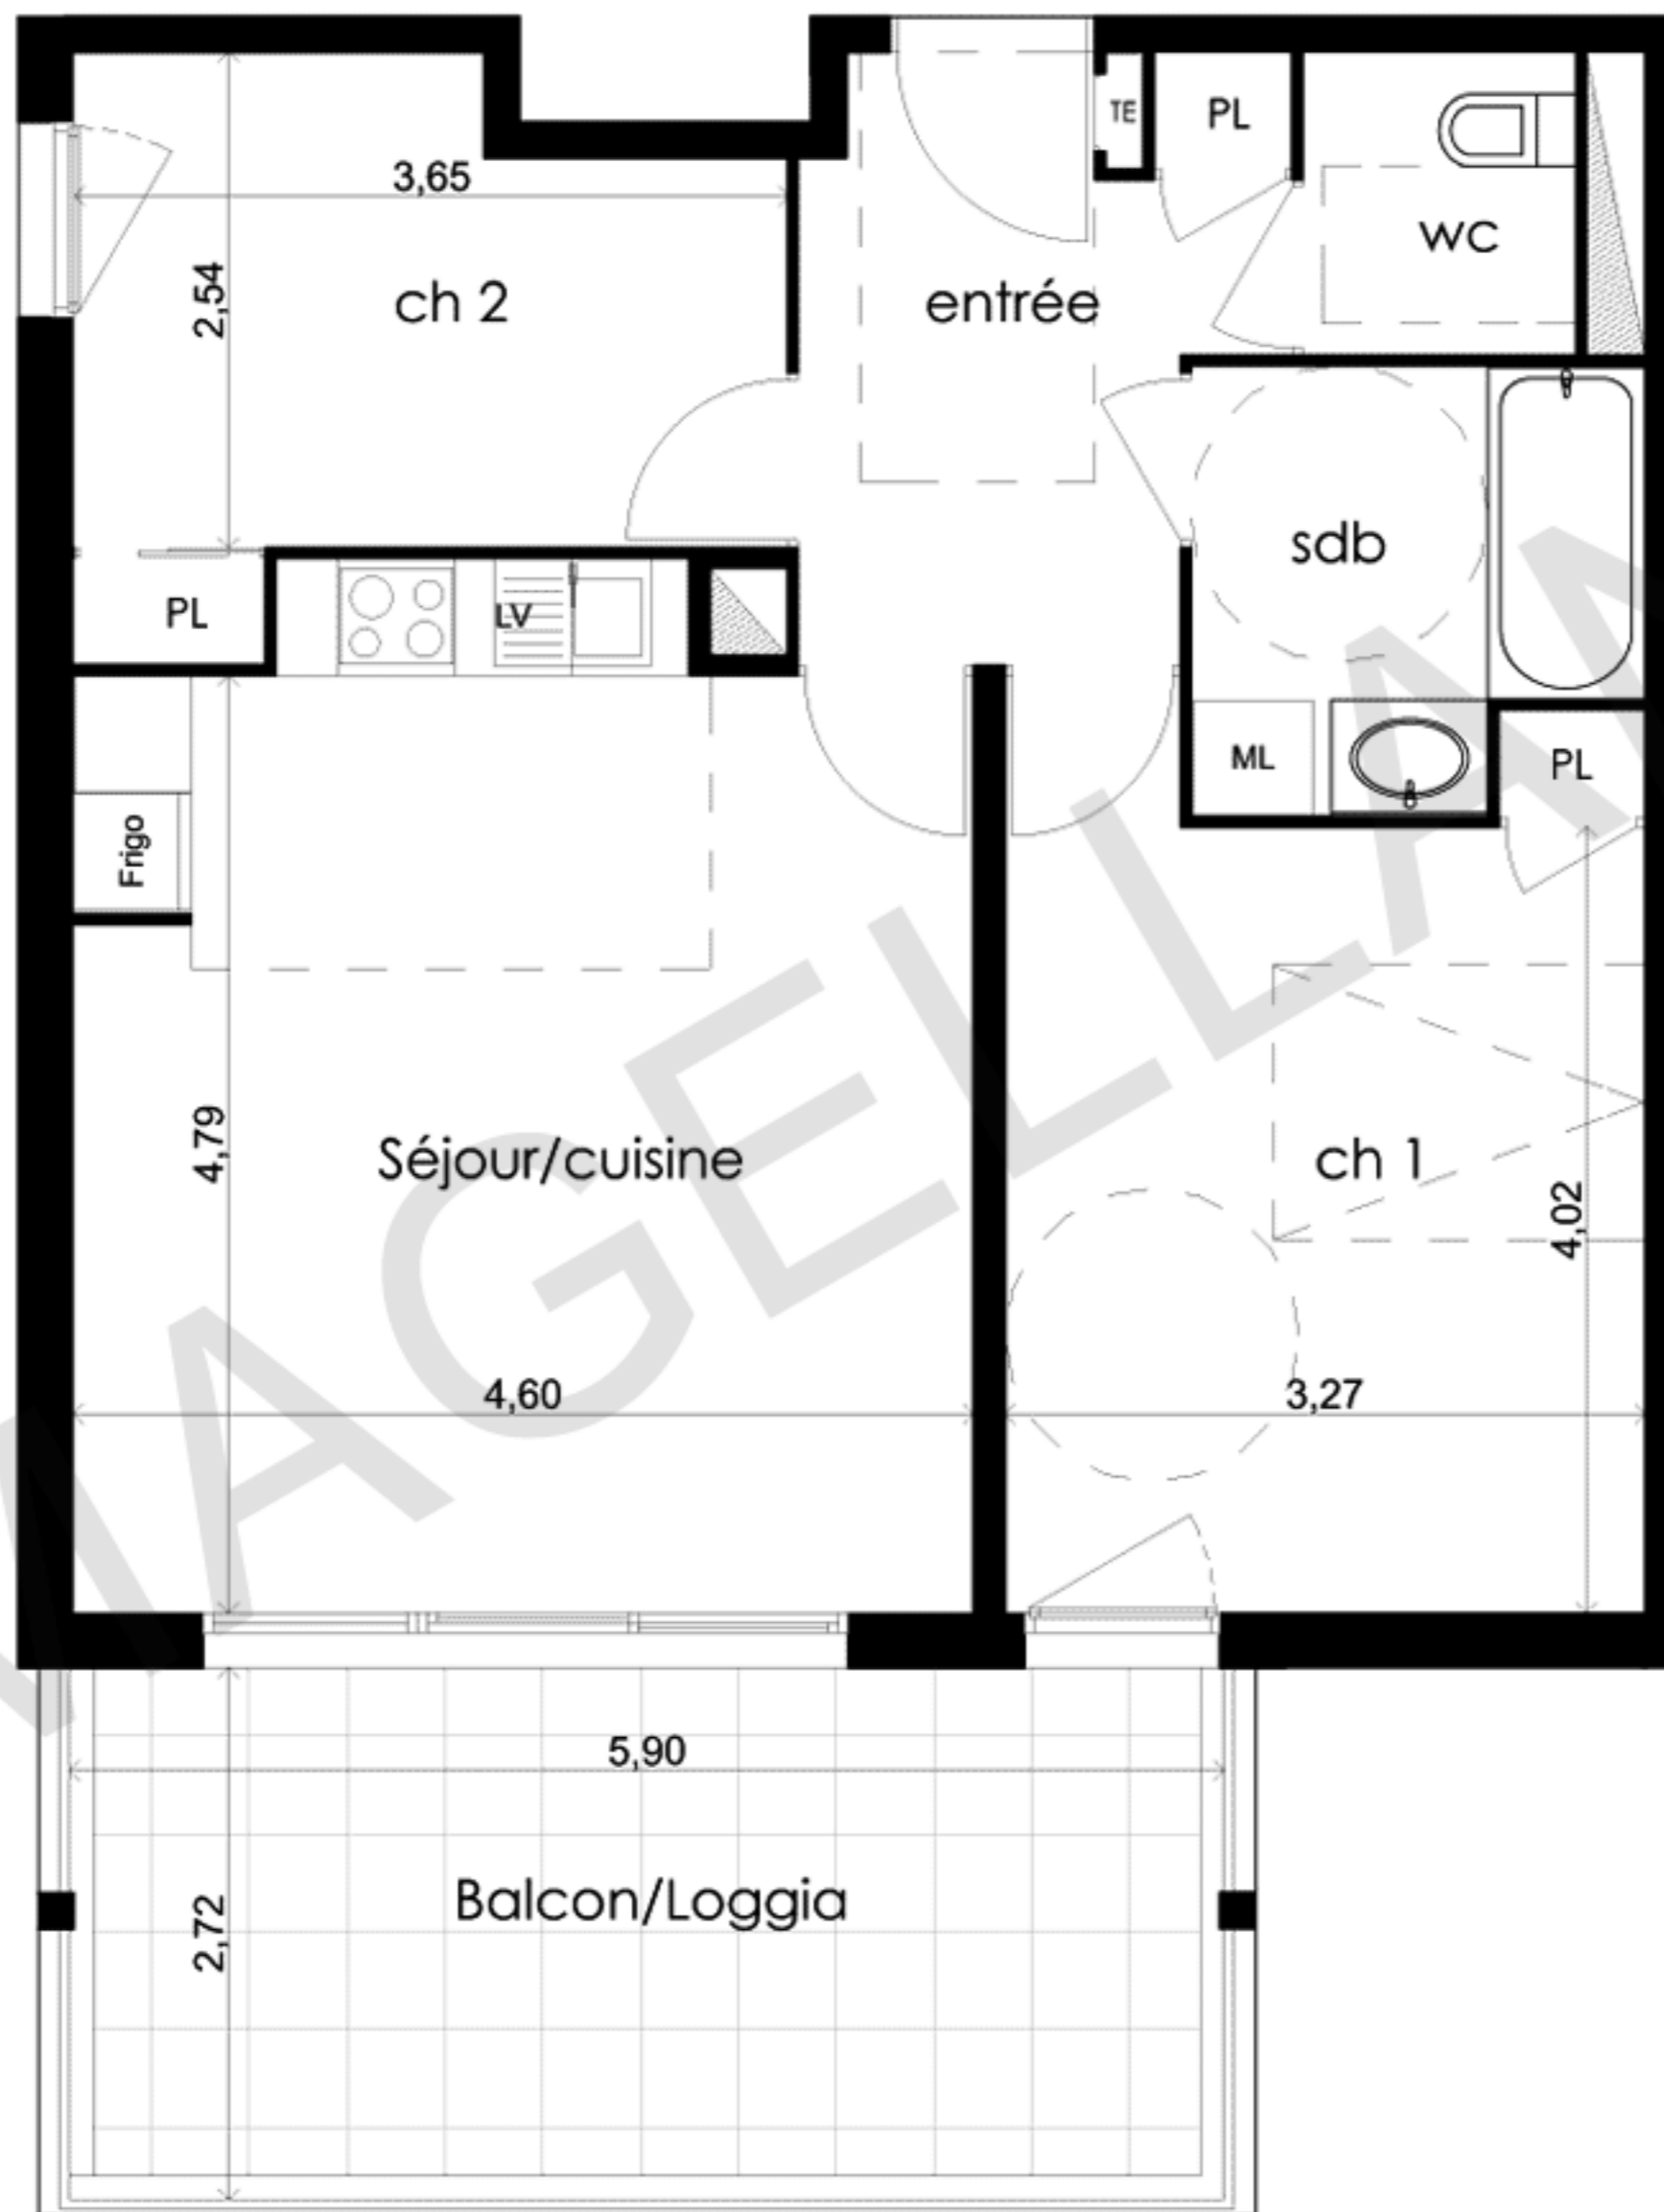 TE
PL
3,65
WC
2,54
ch 2
entrée
sdb
PL
LV
ML
PL
Frigo
4,79
Séjour/cuisine
ch 1
4,02
4,60
3,27
5,90
Balcon/Loggia
2,72
MAGELLAN